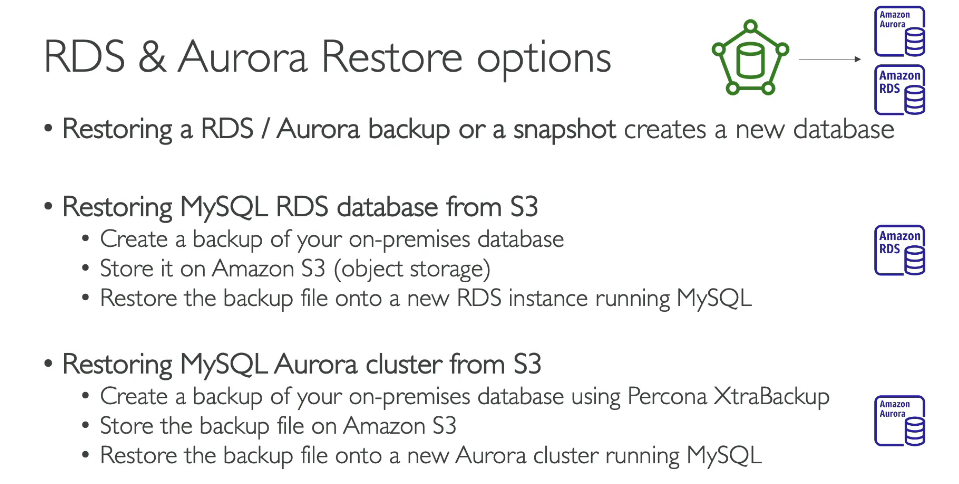 RDS & Aurora Restore options
Amazon
Aurora
Amazon
RDS
• Restoring a RDS / Aurora backup or a snapshot creates a new database
• Restoring MySQL RDS database from S3
• Create a backup of your on-premises database
• Store it on Amazon S3 (object storage)
• Restore the backup file onto a new RDS instance running MySQL
Amazon
RDS
• Restoring MySQL Aurora cluster from S3
• Create a backup of your on-premises database using Percona XtraBackup
• Store the backup file on Amazon S3
• Restore the backup file onto a new Aurora cluster running MySQL
Amazon
Aurora